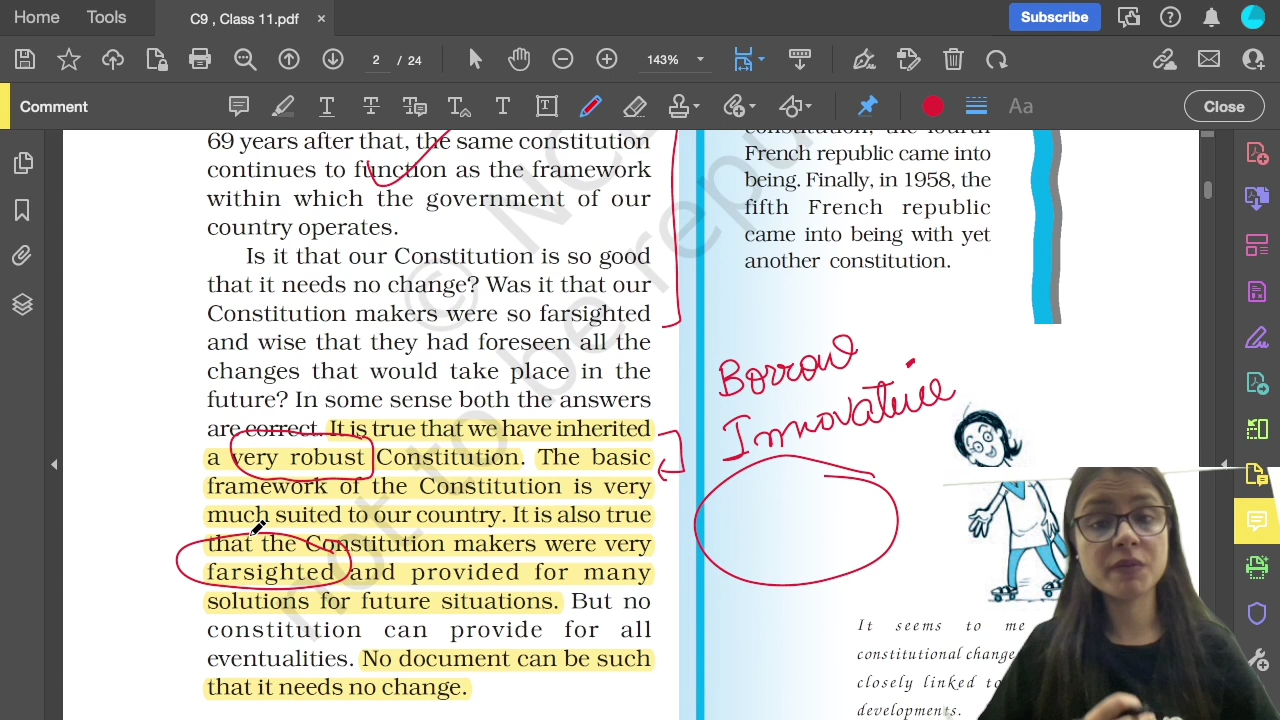 Home Tools C9 , Class 11.pdf × Subscribe
2 / 24 143%
Comment Close
69 years after that, the same constitution
continues to function as the framework
within which the government of our
country operates.
Is it that our Constitution is so good
that it needs no change? Was it that our
Constitution makers were so farsighted
and wise that they had foreseen all the
changes that would take place in the
future? In some sense both the answers
are correct. It is true that we have inherited
a very robust Constitution. The basic
framework of the Constitution is very
much suited to our country. It is also true
that the Constitution makers were very
farsighted and provided for many
solutions for future situations. But no
constitution can provide for all
eventualities. No document can be such
that it needs no change.
constitution, the fourth
French republic came into
being. Finally, in 1958, the
fifth French republic
came into being with yet
another constitution.
Borrow
Innovative
It seems to me
constitutional change
closely linked to
developments.
© NC
not to be repu